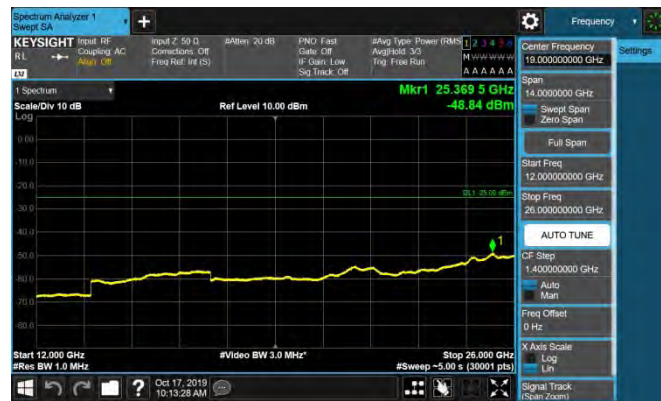 Spectrum Analyzer 1
Swept SA
Frequency
KEYSIGHT
RL
Input: RF
Coupling: AC
Align: Off
Input Z: 50 Ω
Corrections: Off
Freq Ref: Int (S)
#Atten: 20 dB
PNO: Fast
Gate: Off
IF Gain: Low
Sig Track: Off
#Avg Type: Power (RMS)
Avg|Hold: 3/3
Trig: Free Run
1 2 3 4 5 6
M W W W W W
A A A A A A
LXI
1 Spectrum
Scale/Div 10 dB
Log
Ref Level 10.00 dBm
Mkr1 25.369 5 GHz
-48.84 dBm
0.00
-10.0
-20.0
-30.0
-40.0
-50.0
-60.0
-70.0
-80.0
DL1 -25.00 dBm
1
Start 12.000 GHz
#Res BW 1.0 MHz
#Video BW 3.0 MHz*
Stop 26.000 GHz
#Sweep ~5.00 s (30001 pts)
Oct 17, 2019
10:13:28 AM
Center Frequency
19.000000000 GHz
Settings
Span
14.0000000 GHz
Swept Span
Zero Span
Full Span
Start Freq
12.000000000 GHz
Stop Freq
26.000000000 GHz
AUTO TUNE
CF Step
1.400000000 GHz
Auto
Man
Freq Offset
0 Hz
X Axis Scale
Log
Lin
Signal Track
(Span Zoom)